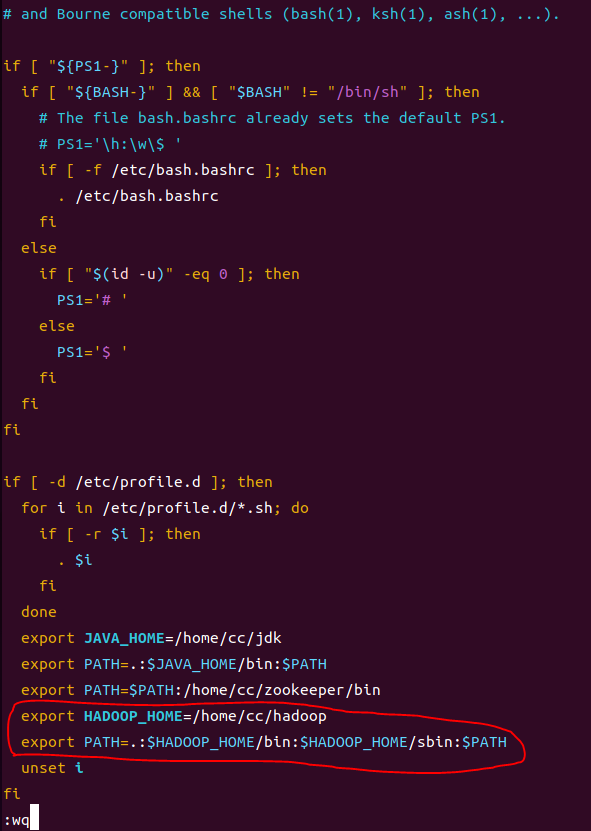 # and Bourne compatible shells (bash(1), ksh(1), ash(1), ...).

if [ "${PS1-}" ]; then
  if [ "${BASH-}" ] && [ "$BASH" != "/bin/sh" ]; then
    # The file bash.bashrc already sets the default PS1.
    # PS1='\h:\w\$ '
    if [ -f /etc/bash.bashrc ]; then
      . /etc/bash.bashrc
    fi
  else
    if [ "$(id -u)" -eq 0 ]; then
      PS1='# '
    else
      PS1='$ '
    fi
  fi
fi

if [ -d /etc/profile.d ]; then
  for i in /etc/profile.d/*.sh; do
    if [ -r $i ]; then
      . $i
    fi
  done
  export JAVA_HOME=/home/cc/jdk
  export PATH=.:$JAVA_HOME/bin:$PATH
  export PATH=$PATH:/home/cc/zookeeper/bin
  export HADOOP_HOME=/home/cc/hadoop
  export PATH=.:$HADOOP_HOME/bin:$HADOOP_HOME/sbin:$PATH
  unset i
fi
:wq